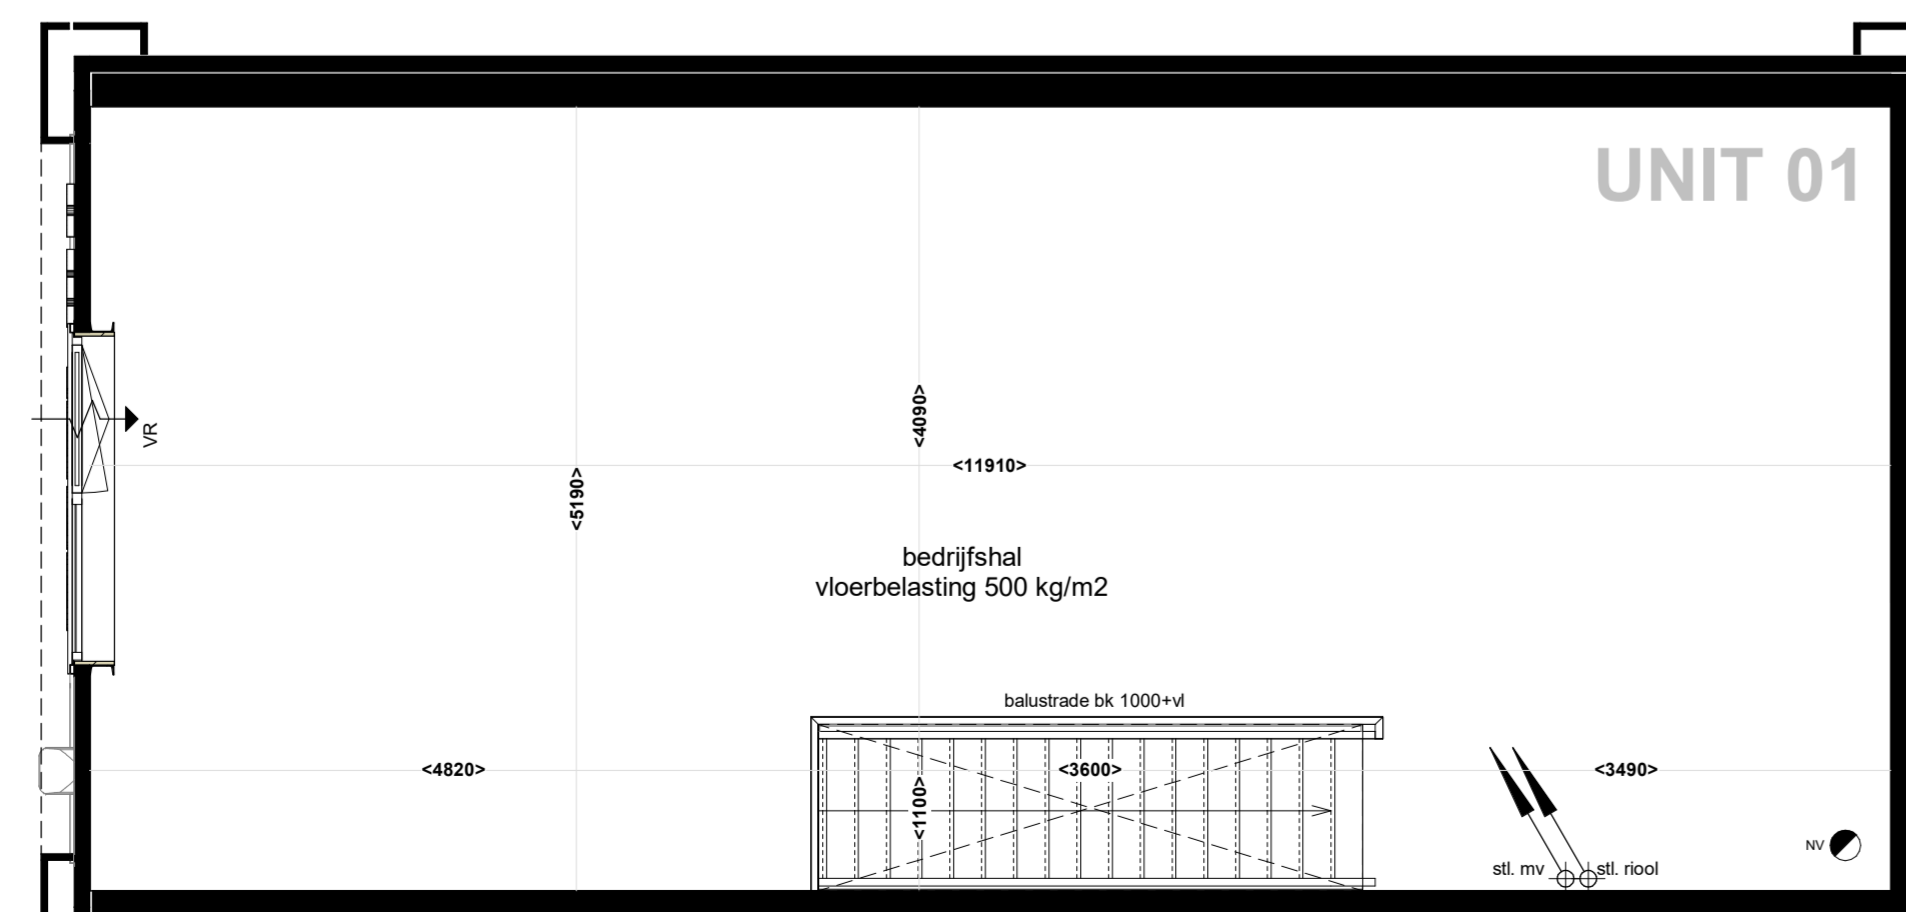 UNIT 01
VR
<4090>
<11910>
<5190>
bedrijfshal
vloerbelasting 500 kg/m2
balustrade bk 1000+vl
<4820>
<3600>
<3490>
<1100>
NV
stl. mv
stl. riool